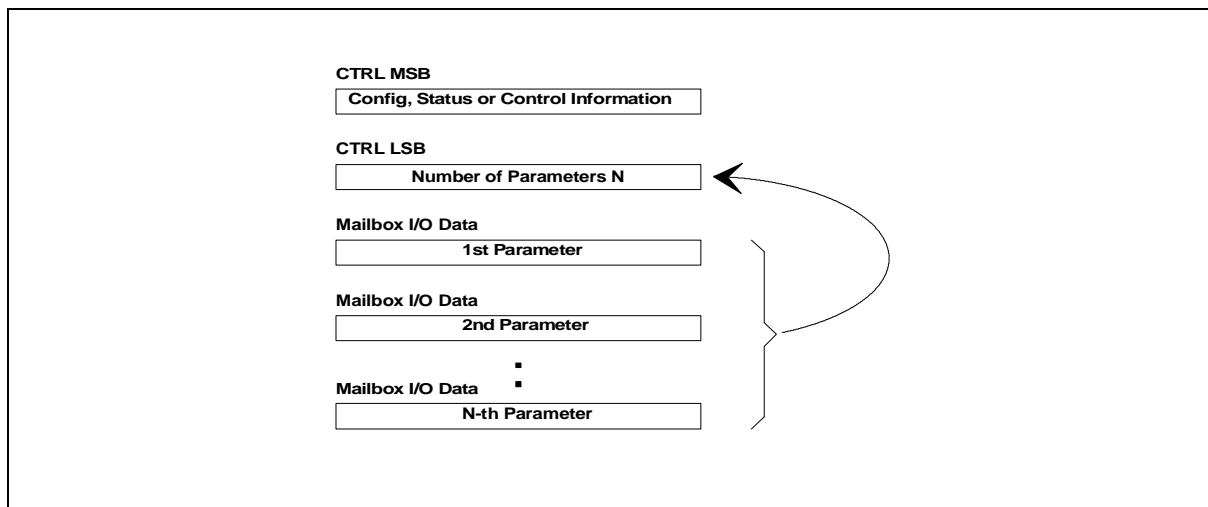 CTRL MSB
Config, Status or Control Information
CTRL LSB
Number of Parameters N
Mailbox I/O Data
1st Parameter
Mailbox I/O Data
2nd Parameter
Mailbox I/O Data
N-th Parameter